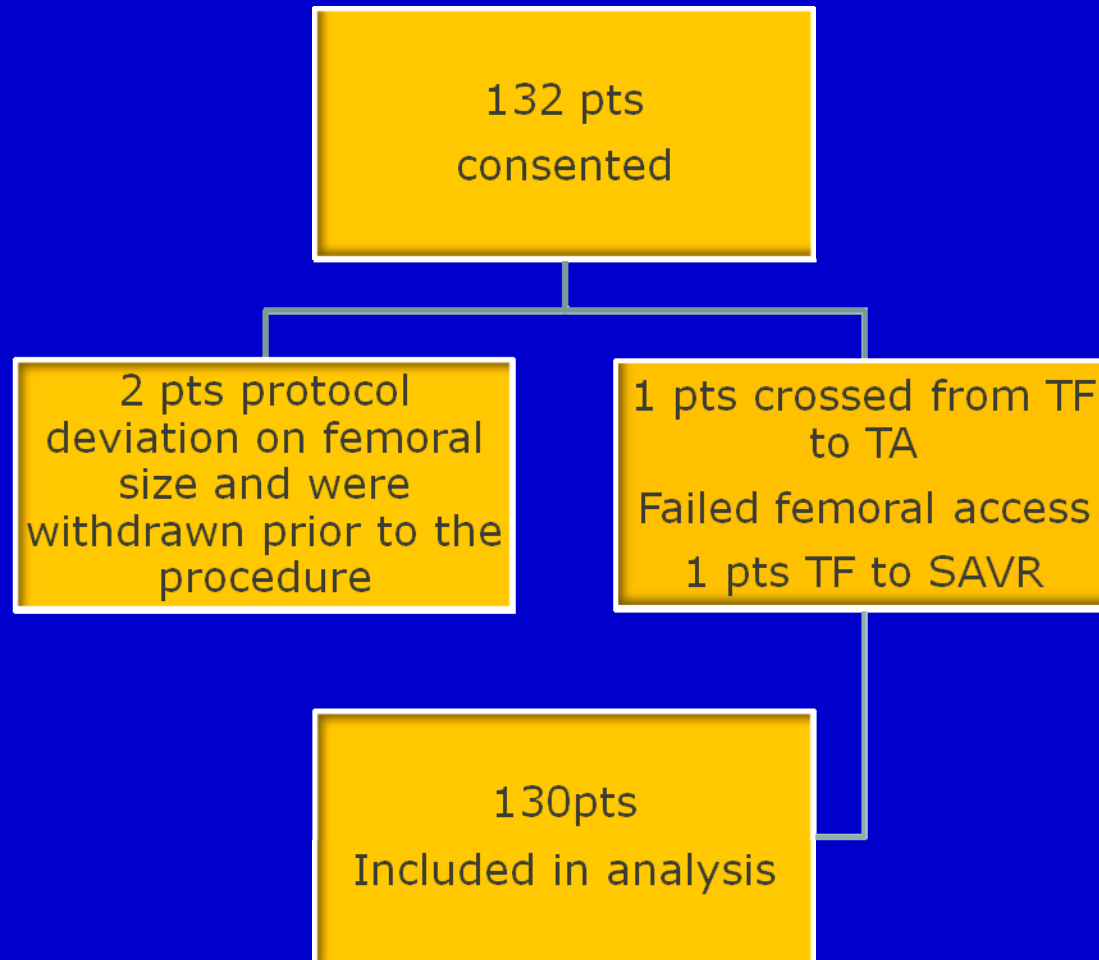 132 pts
consented
2 pts protocol
deviation on femoral
size and were
withdrawn prior to the
procedure
1 pts crossed from TF
to TA
Failed femoral access
1 pts TF to SAVR
130pts
Included in analysis